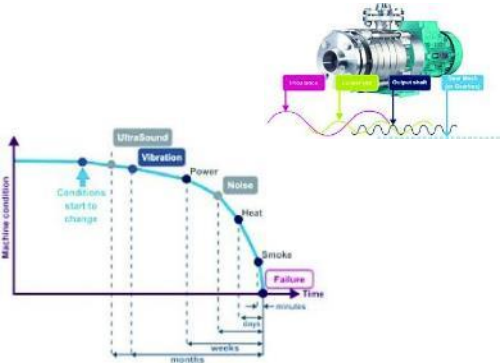 Output shaft
UltraSound
Vibration
Power
Conditions
start to
change
Noise
Heat
Smoke
Failure
Time
minutes
days
weeks
months
Machine condition